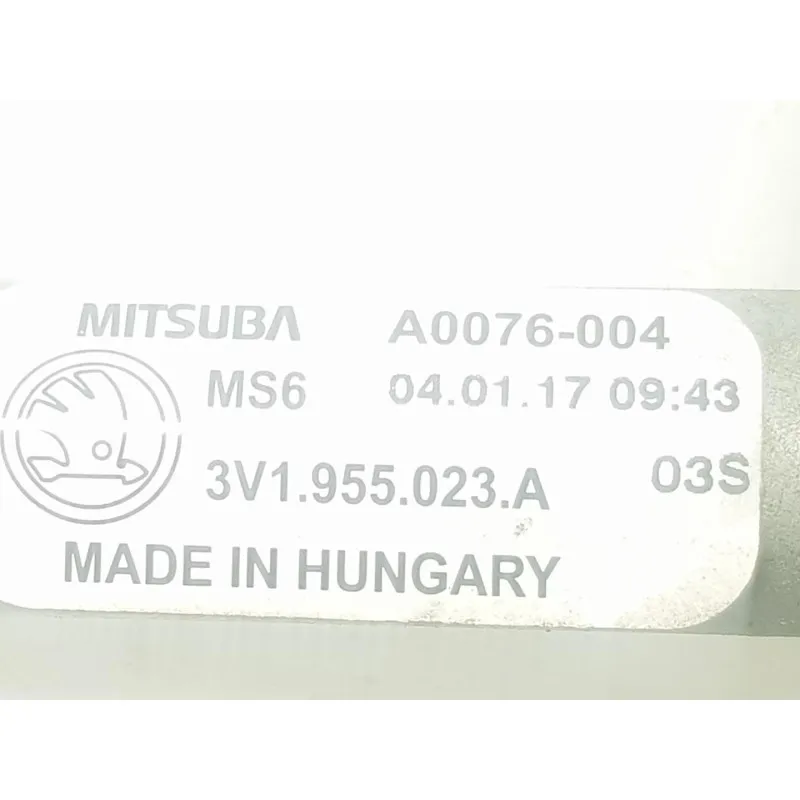 MITSUBA A0076-004
MS6 04.01.17 09:43
3V1.955.023.A 03S
MADE IN HUNGARY